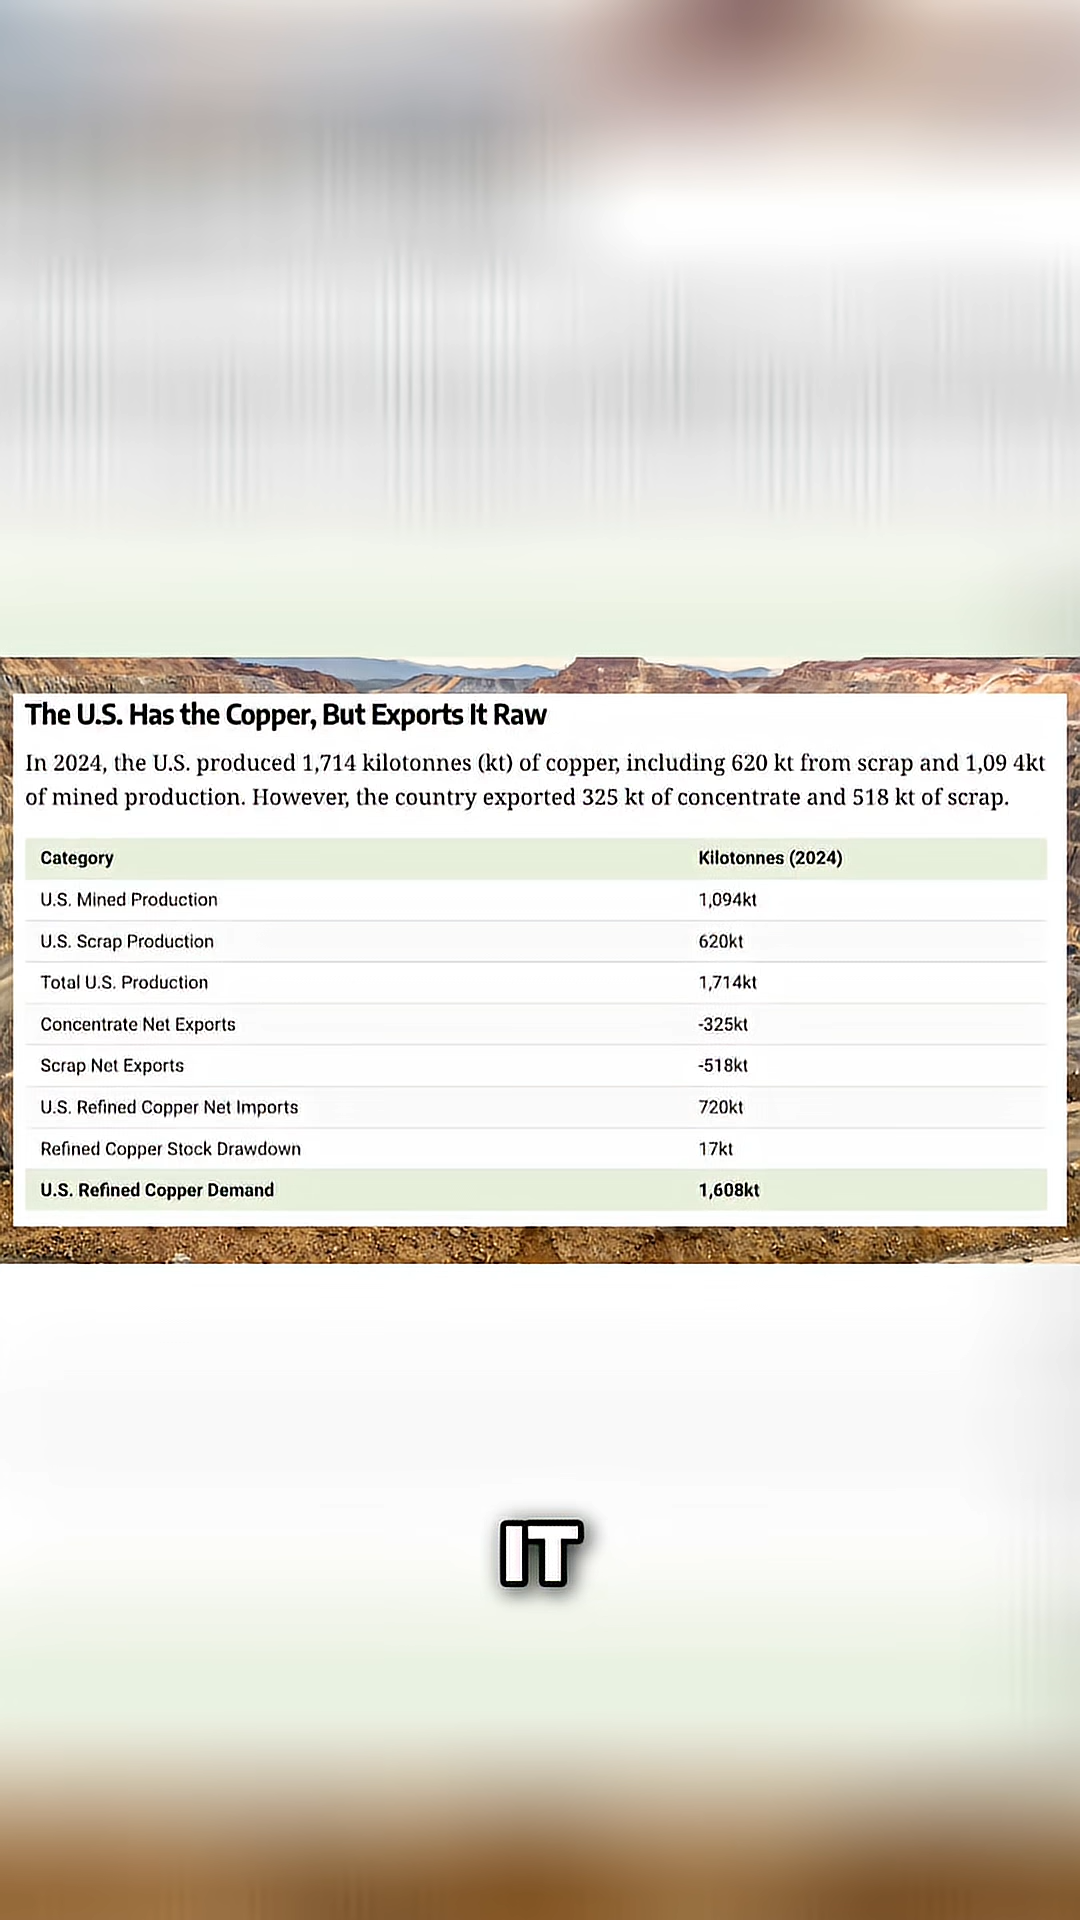 The U.S. Has the Copper, But Exports It Raw
In 2024, the U.S. produced 1,714 kilotonnes (kt) of copper, including 620 kt from scrap and 1,09 4kt
of mined production. However, the country exported 325 kt of concentrate and 518 kt of scrap.
Category Kilotonnes (2024)
U.S. Mined Production 1,094kt
U.S. Scrap Production 620kt
Total U.S. Production 1,714kt
Concentrate Net Exports -325kt
Scrap Net Exports -518kt
U.S. Refined Copper Net Imports 720kt
Refined Copper Stock Drawdown 17kt
U.S. Refined Copper Demand 1,608kt
IT